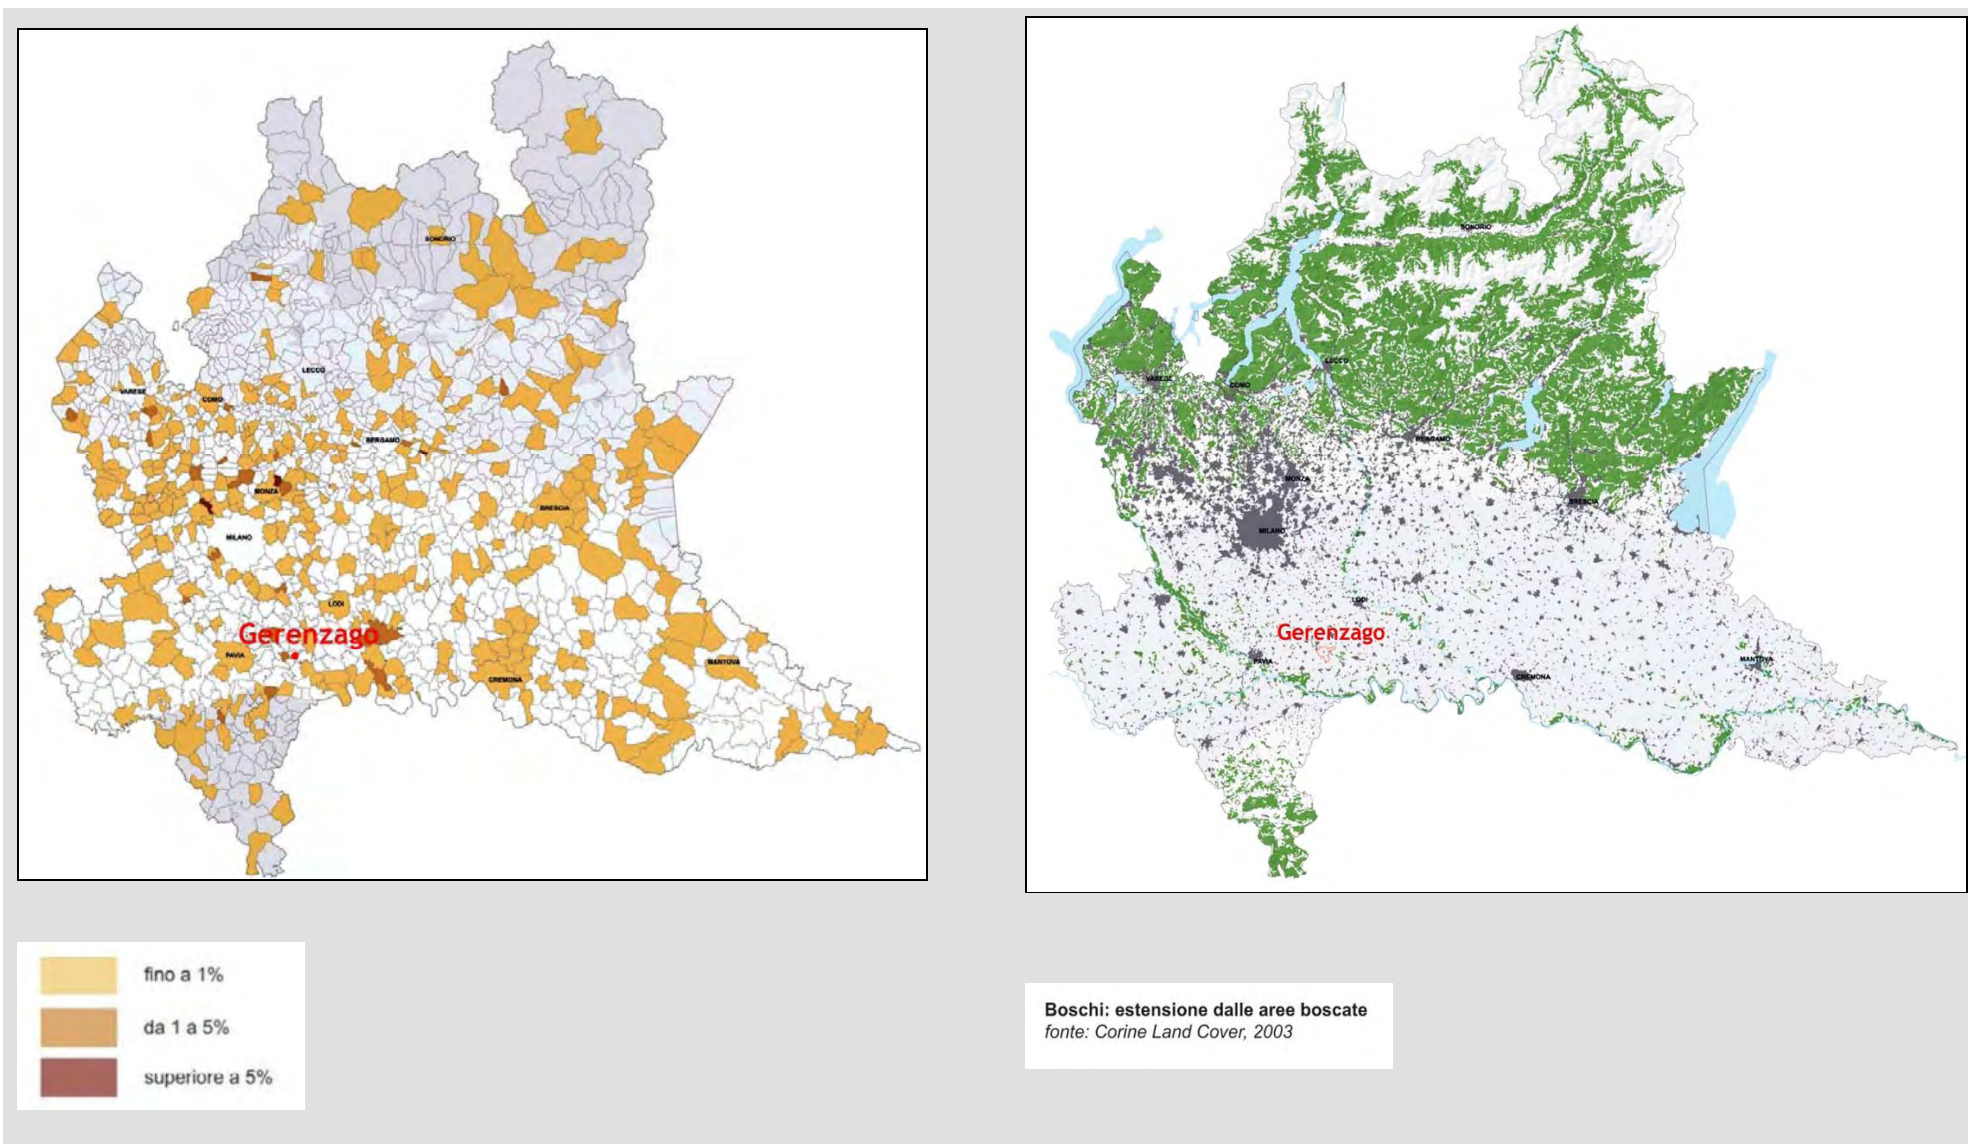 SONDRIO
LECCO
VARESE
COMO
BERGAMO
MONZA
BRESCIA
MILANO
LODI
Gerenzago
PAVIA
MANTOVA
CREMONA
fino a 1%
da 1 a 5%
superiore a 5%
SONDRIO
LECCO
VARESE
COMO
BERGAMO
MONZA
BRESCIA
MILANO
LODI
Gerenzago
PAVIA
MANTOVA
CREMONA
Boschi: estensione dalle aree boscate
fonte: Corine Land Cover, 2003